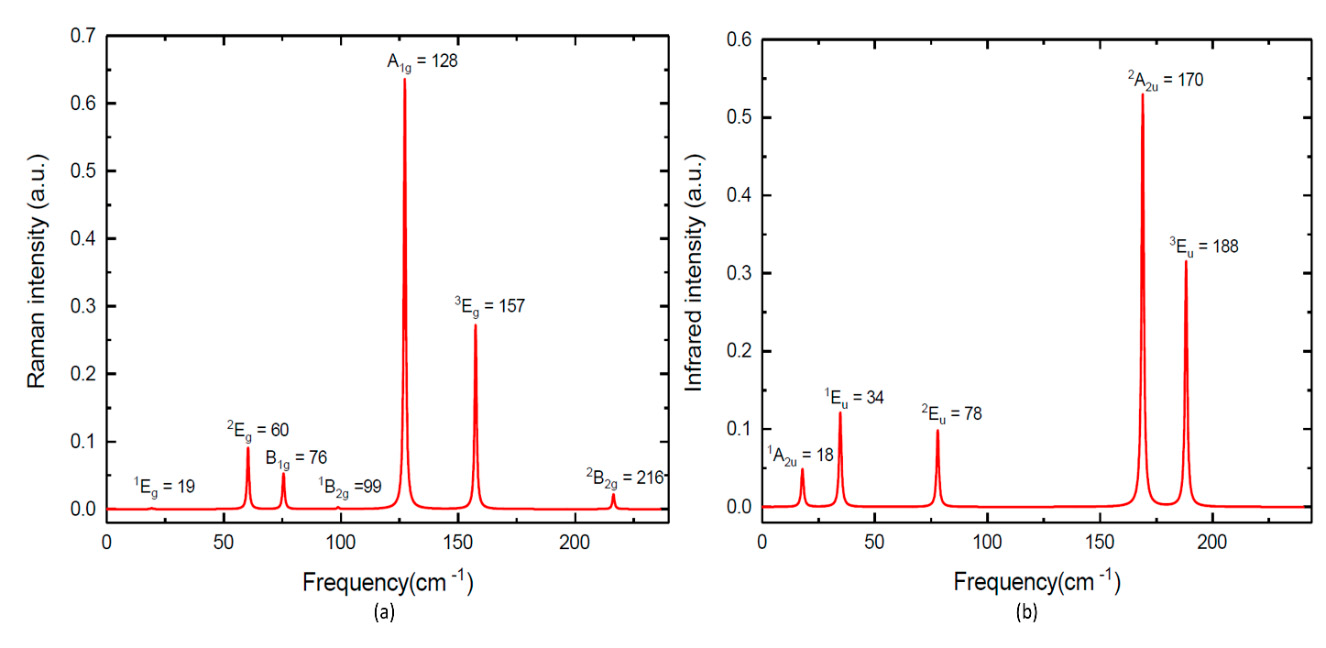 0.7
0.6
0.5
0.4
0.3
0.2
0.1
0.0
Raman intensity (a.u.)
A1g = 128
3Eg = 157
2Eg = 60
B1g = 76
1Eg = 19
1B2g =99
2B2g = 216
0 50 100 150 200
Frequency(cm -1)
(a)
0.6
0.5
0.4
0.3
0.2
0.1
0.0
Infrared intensity (a.u.)
2A2u = 170
3Eu = 188
1Eu = 34
2Eu = 78
1A2u = 18
0 50 100 150 200
Frequency(cm -1)
(b)